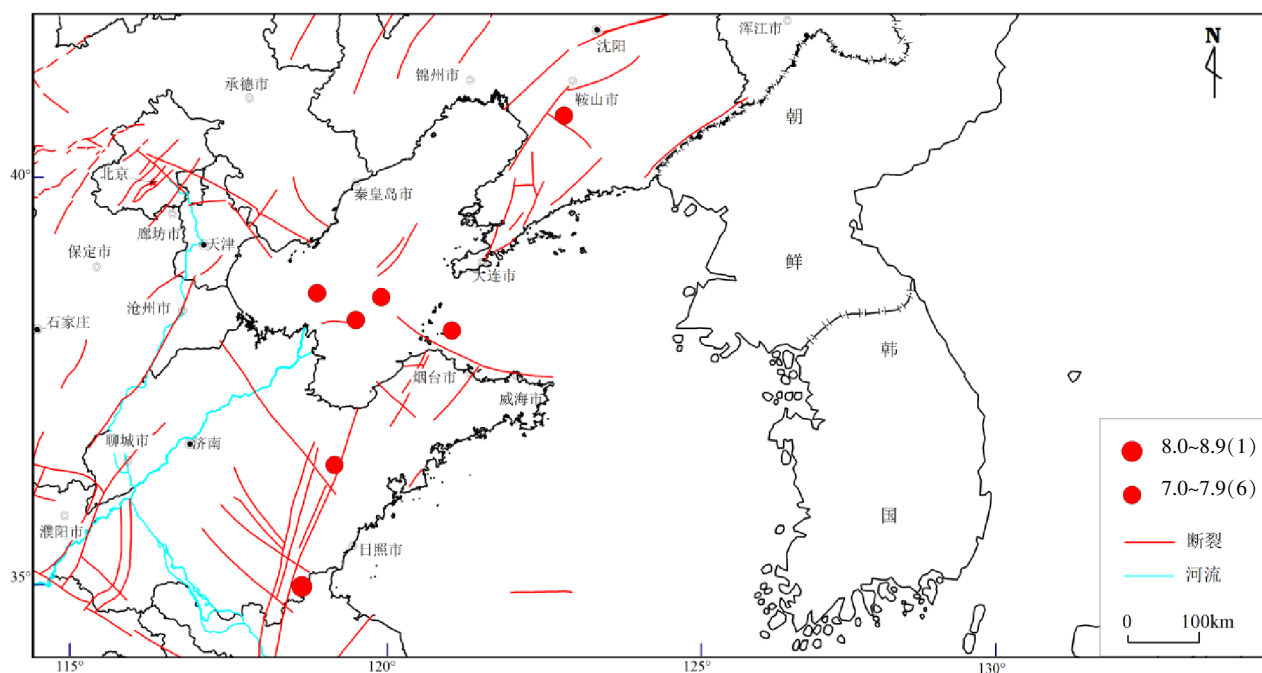 浑江市
N
沈阳
锦州市
承德市
鞍山市
朝
40°
北京
秦皇岛市
廊坊市
天津
保定市
大连市
鲜
沧州市
石家庄
韩
烟台市
威海市
聊城市
济南
8.0~8.9(1)
7.0~7.9(6)
濮阳市
国
日照市
断裂
河流
35°
0
100km
115°
120°
125°
130°